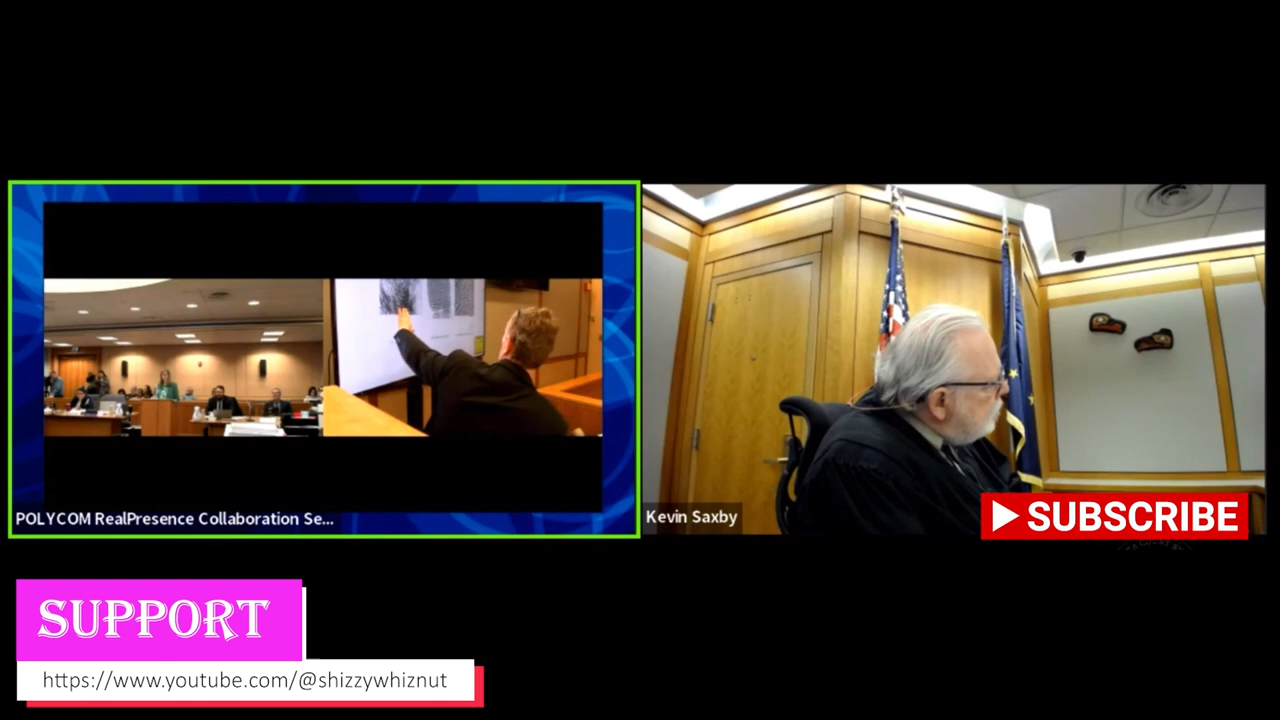 POLYCOM RealPresence Collaboration Se...
Kevin Saxby
SUBSCRIBE
SUPPORT
https://www.youtube.com/@shizzywhiznut